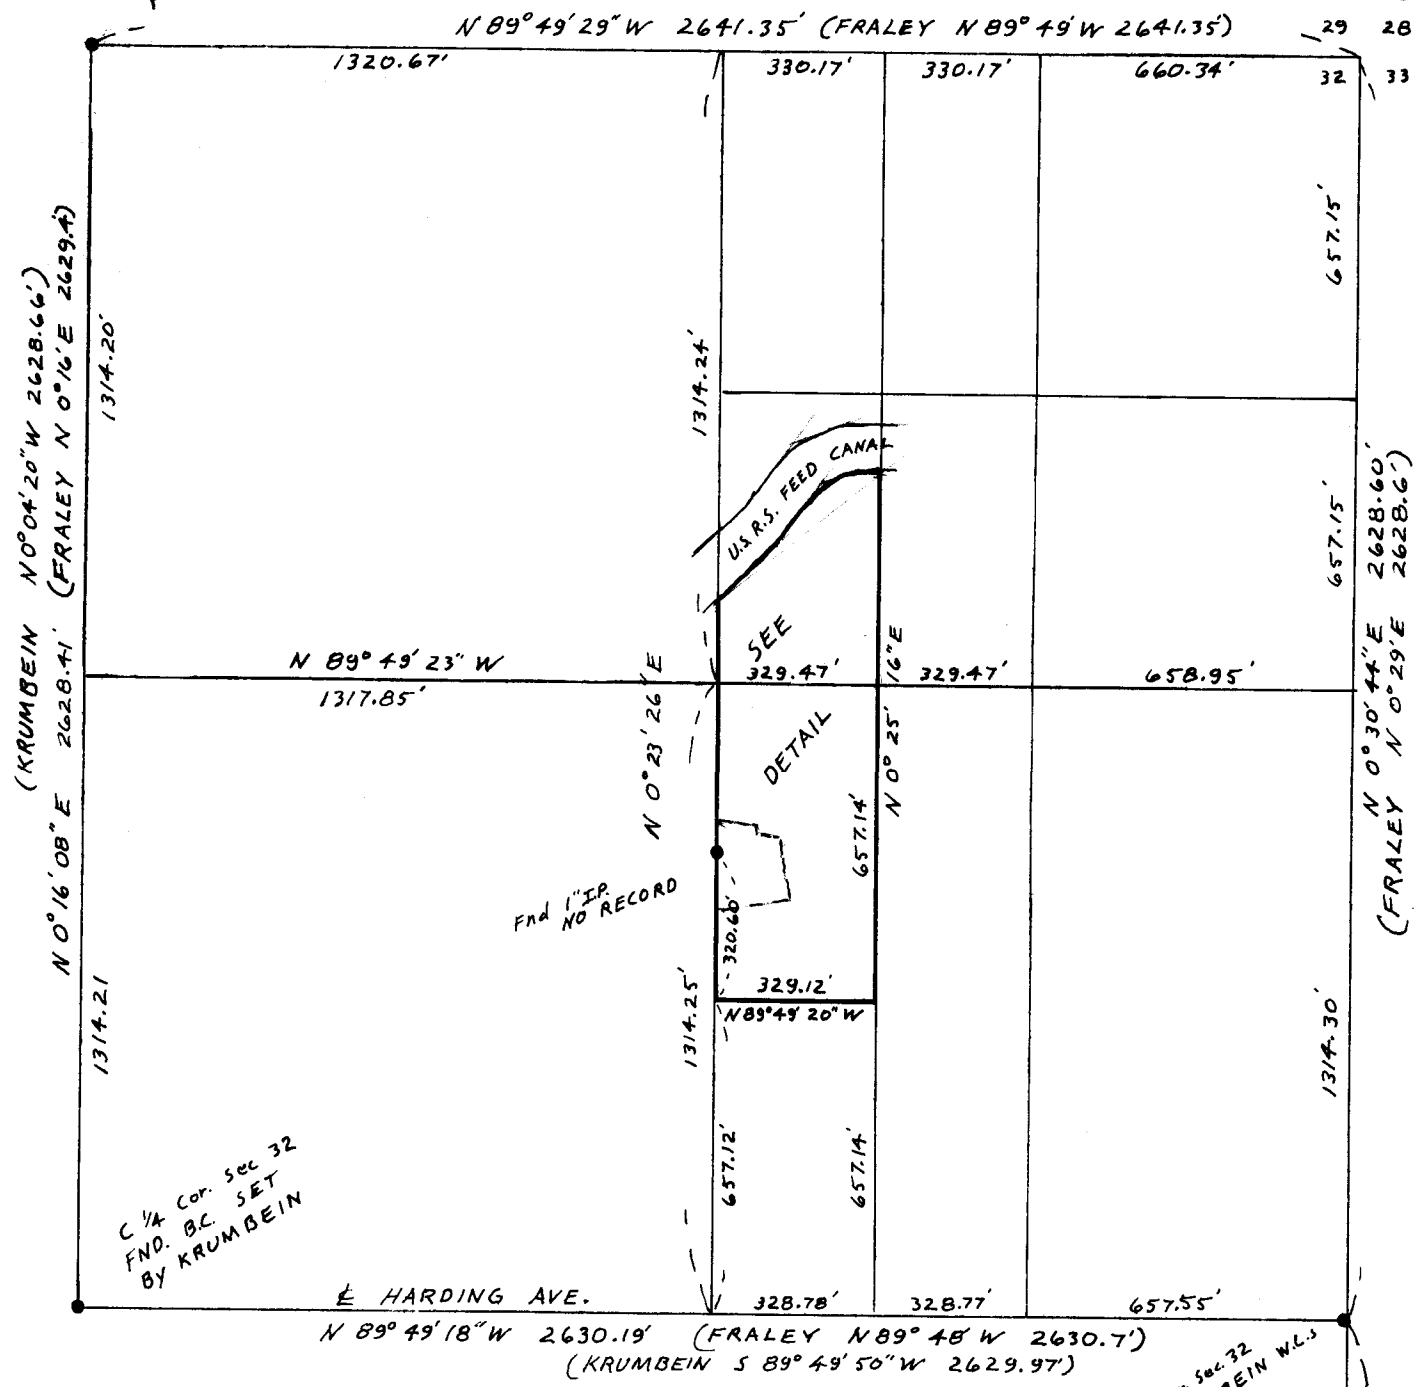 N 89° 49' 29" W 2641.35' (FRALEY N 89° 49' W 2641.35')
29 28
1320.67' 330.17' 330.17' 660.34' 32 33
657.15'
(KRUMBEIN N 0° 04' 20" W 2628.66')
(FRALEY N 0° 16' E 2629.4')
N 0° 16' 08" E 2628.41'
1314.20'
1314.24'
U.S.R.S. FEED CANAL
657.15'
N 0° 30' 44" E 2628.60'
(FRALEY N 0° 29' E 2628.6')
SEE
DETAIL
N 89° 49' 23" W
1317.85'
329.47' 329.47' 658.95'
N 0° 23' 26" E
N 0° 25' 16" E
657.14'
Fnd 1" I.P.
NO RECORD
320.60'
329.12'
N 89° 49' 20" W
1314.21
1314.25'
1314.30'
657.12'
657.14'
C 1/4 Cor. Sec 32
FND. B.C. SET
BY KRUMBEIN
℄ HARDING AVE.
328.78' 328.77' 657.55'
N 89° 49' 18" W 2630.19' (FRALEY N 89° 48' W 2630.7')
(KRUMBEIN S 89° 49' 50" W 2629.97')
Sec. 32
BEIN W.C.S